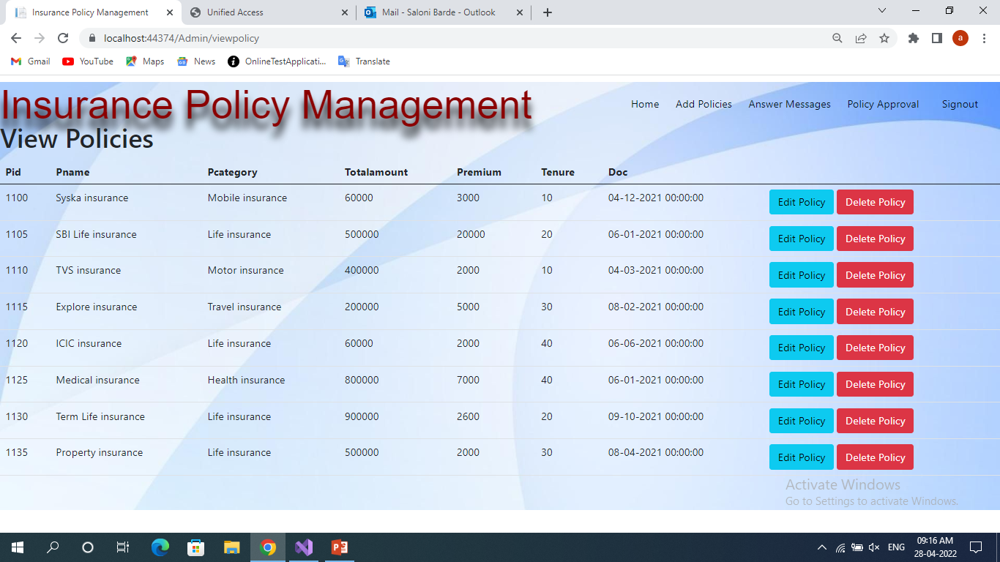 Insurance Policy Management
Unified Access
Mail - Saloni Barde - Outlook
localhost:44374/Admin/viewpolicy
a
Gmail YouTube Maps News OnlineTestApplicati... Translate
Insurance Policy Management
Home Add Policies Answer Messages Policy Approval Signout
View Policies
Pid Pname Pcategory Totalamount Premium Tenure Doc
1100 Syska insurance Mobile insurance 60000 3000 10 04-12-2021 00:00:00 Edit Policy Delete Policy
1105 SBI Life insurance Life insurance 500000 20000 20 06-01-2021 00:00:00 Edit Policy Delete Policy
1110 TVS insurance Motor insurance 400000 2000 10 04-03-2021 00:00:00 Edit Policy Delete Policy
1115 Explore insurance Travel insurance 200000 5000 30 08-02-2021 00:00:00 Edit Policy Delete Policy
1120 ICIC insurance Life insurance 60000 2000 40 06-06-2021 00:00:00 Edit Policy Delete Policy
1125 Medical insurance Health insurance 800000 7000 40 06-01-2021 00:00:00 Edit Policy Delete Policy
1130 Term Life insurance Life insurance 900000 2600 20 09-10-2021 00:00:00 Edit Policy Delete Policy
1135 Property insurance Life insurance 500000 2000 30 08-04-2021 00:00:00 Edit Policy Delete Policy
Activate Windows
Go to Settings to activate Windows.
ENG
09:16 AM
28-04-2022